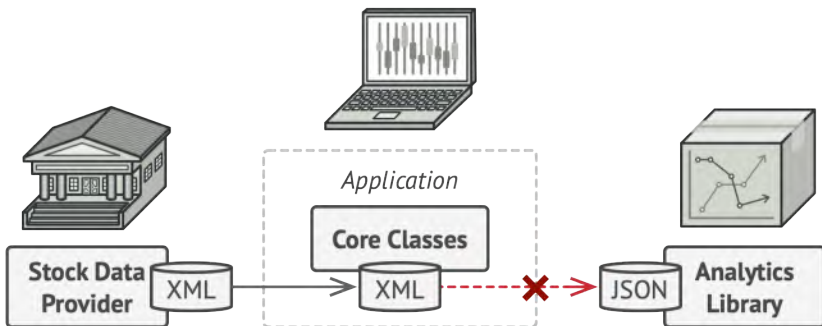 Application
Core Classes
Stock Data
Provider
XML
XML
JSON
Analytics
Library